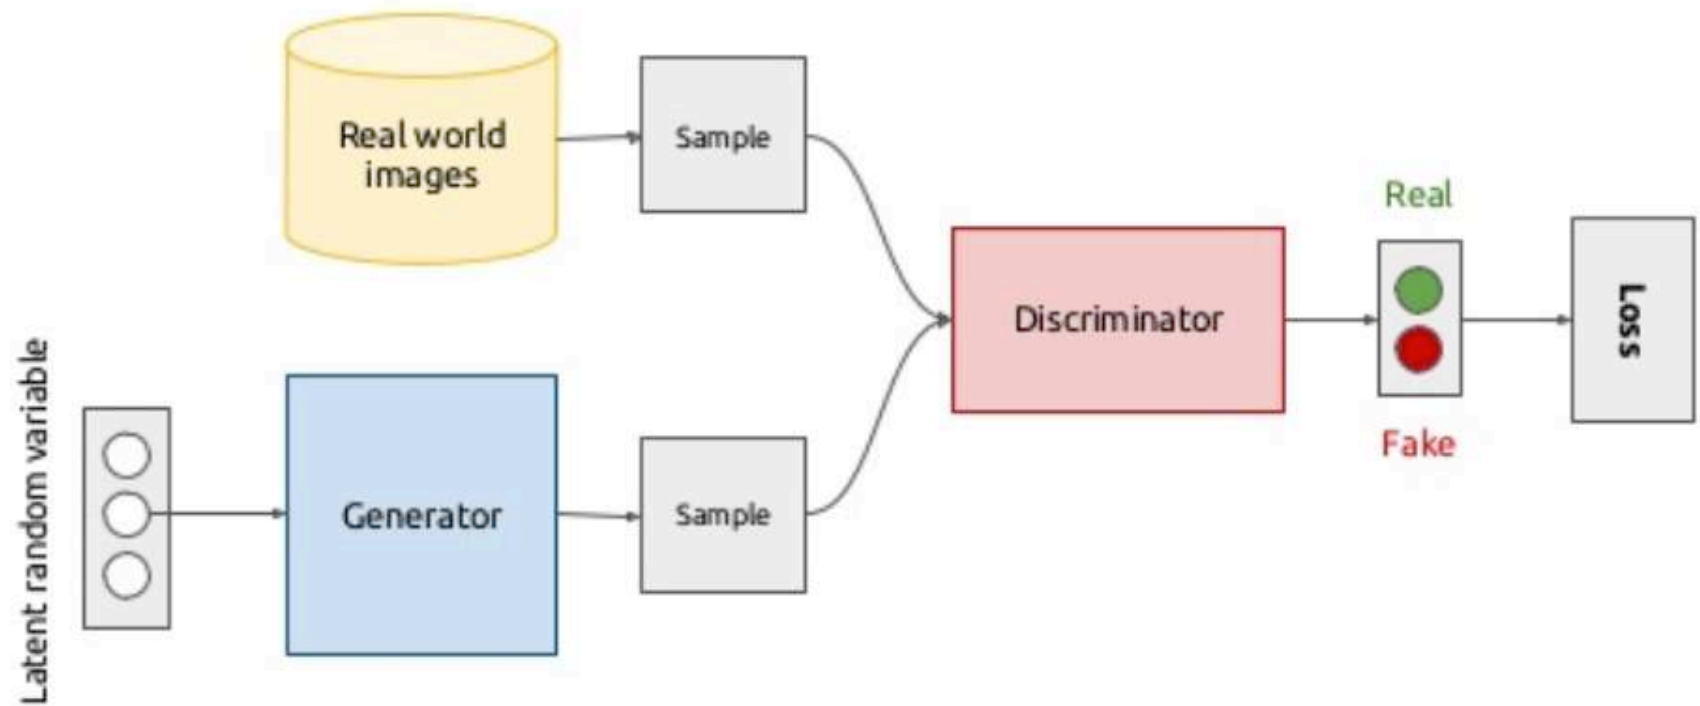 Real world
images
Sample
Real
Discriminator
Loss
Fake
Latent random variable
Generator
Sample